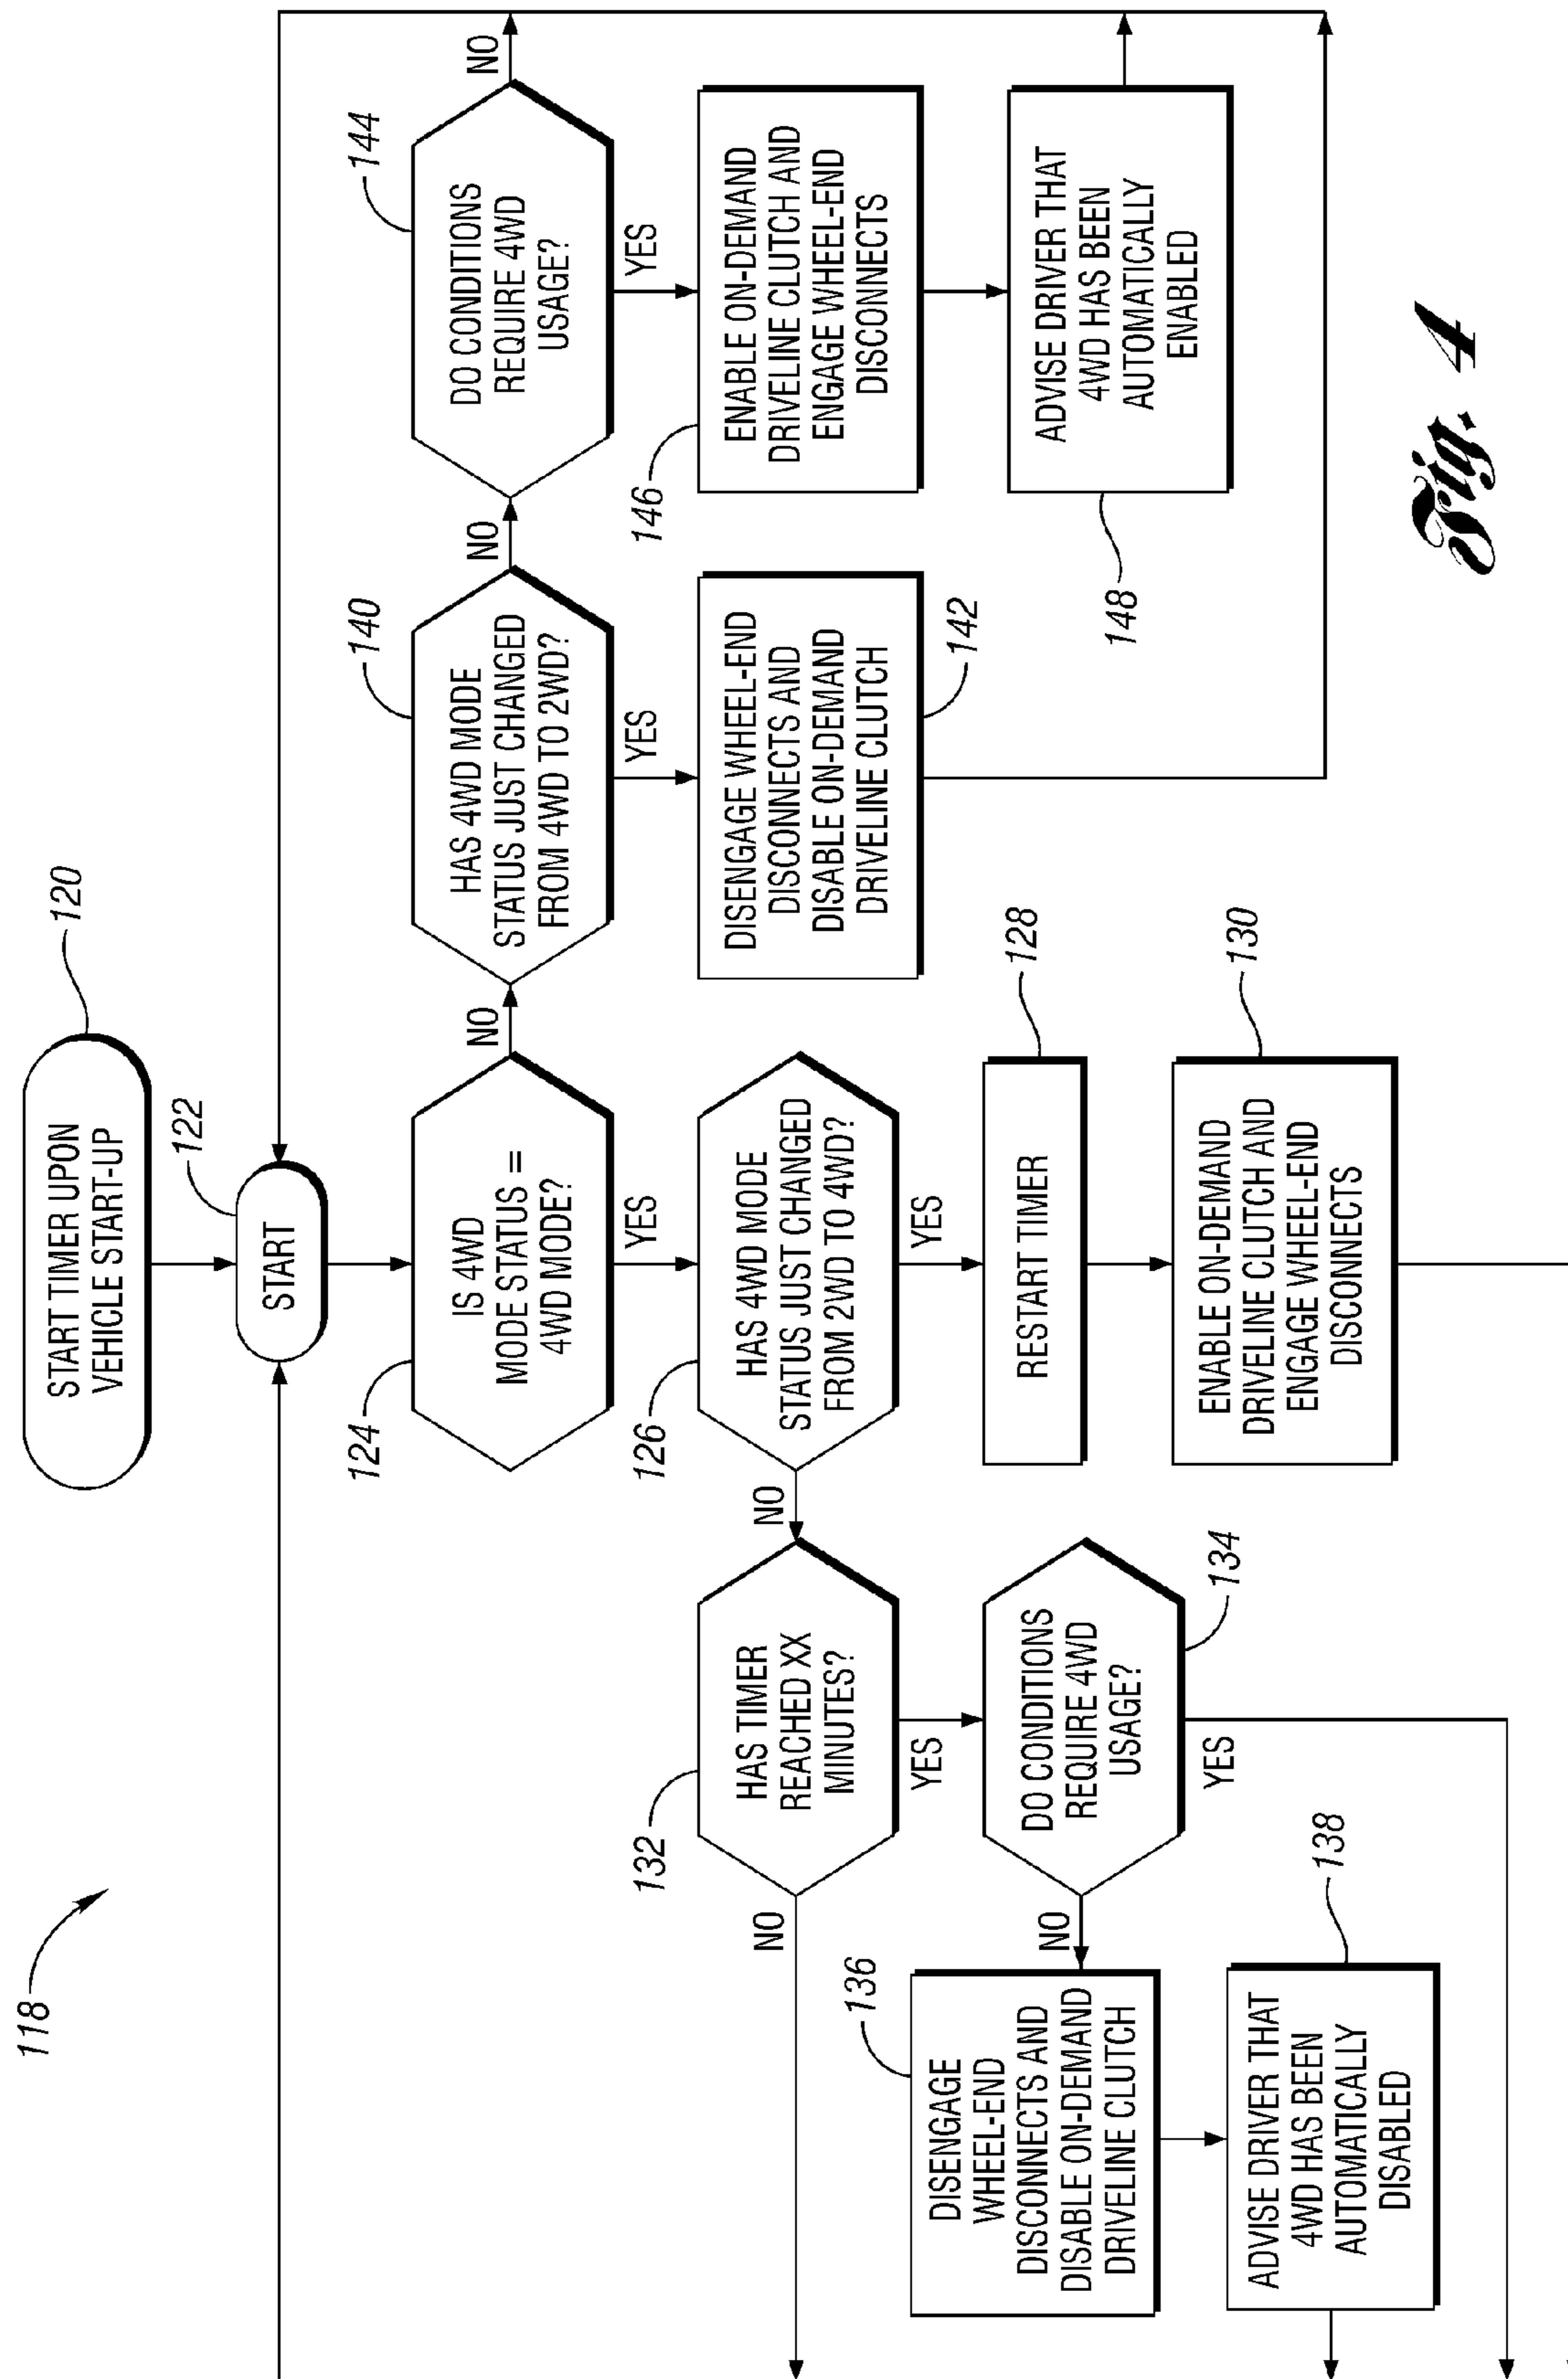 118
START TIMER UPON
VEHICLE START-UP
120
122
START
124
IS 4WD
MODE STATUS =
4WD MODE?
NO
YES
140
HAS 4WD MODE
STATUS JUST CHANGED
FROM 4WD TO 2WD?
NO
YES
144
DO CONDITIONS
REQUIRE 4WD
USAGE?
NO
YES
126
HAS 4WD MODE
STATUS JUST CHANGED
FROM 2WD TO 4WD?
NO
YES
DISENGAGE WHEEL-END
DISCONNECTS AND
DISABLE ON-DEMAND
DRIVELINE CLUTCH
142
146
ENABLE ON-DEMAND
DRIVELINE CLUTCH AND
ENGAGE WHEEL-END
DISCONNECTS
132
HAS TIMER
REACHED XX
MINUTES?
NO
YES
RESTART TIMER
128
ADVISE DRIVER THAT
4WD HAS BEEN
AUTOMATICALLY
ENABLED
148
DO CONDITIONS
REQUIRE 4WD
USAGE?
134
NO
YES
136
DISENGAGE
WHEEL-END
DISCONNECTS AND
DISABLE ON-DEMAND
DRIVELINE CLUTCH
ENABLE ON-DEMAND
DRIVELINE CLUTCH AND
ENGAGE WHEEL-END
DISCONNECTS
130
ADVISE DRIVER THAT
4WD HAS BEEN
AUTOMATICALLY
DISABLED
138
Fig. 4